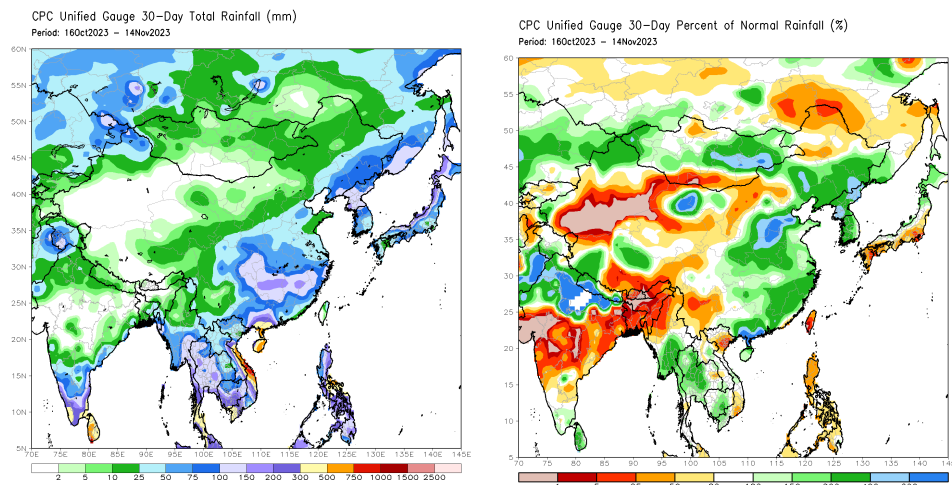 CPC Unified Gauge 30-Day Total Rainfall (mm)
Period: 16Oct2023 - 14Nov2023
60N
55N
50N
45N
40N
35N
30N
25N
20N
15N
10N
5N
70E 75E 80E 85E 90E 95E 100E 105E 110E 115E 120E 125E 130E 135E 140E 145E
2 5 10 25 50 75 100 150 200 300 500 750 1000 1500 2500
CPC Unified Gauge 30-Day Percent of Normal Rainfall (%)
Period: 16Oct2023 - 14Nov2023
60
55
50
45
40
35
30
25
20
15
10
5
70 75 80 85 90 95 100 105 110 115 120 125 130 135 140